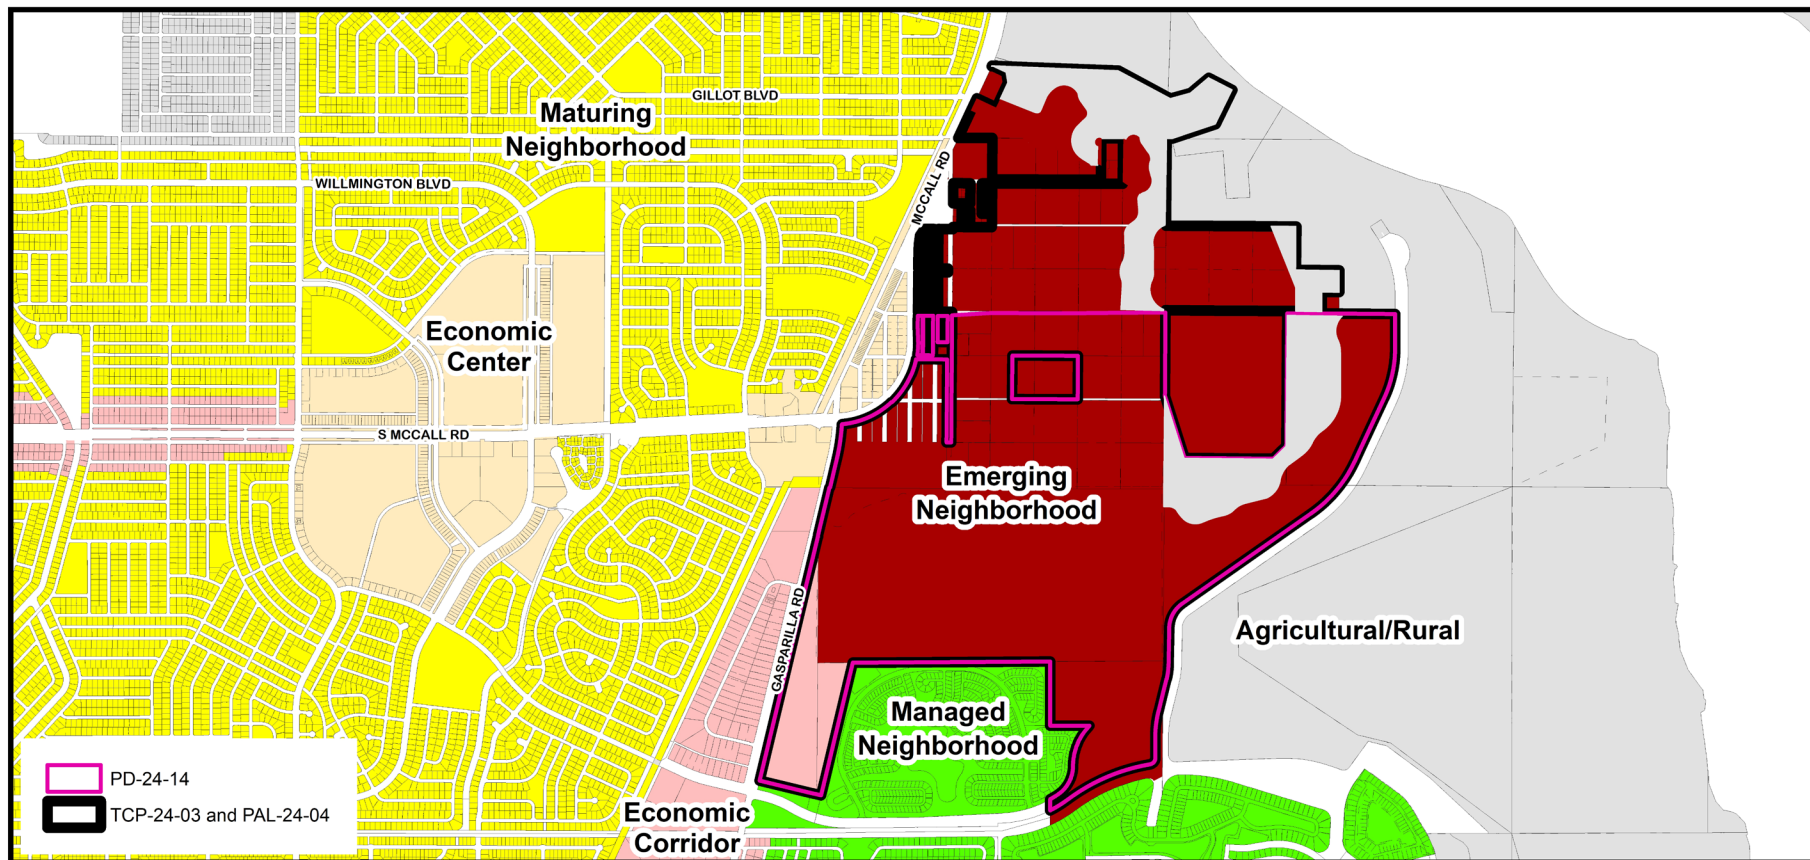 GILLOT BLVD
Maturing
Neighborhood
WILLMINGTON BLVD
MCCALL RD
Economic
Center
S MCCALL RD
Emerging
Neighborhood
GASPARILLA RD
Agricultural/Rural
Managed
Neighborhood
PD-24-14
TCP-24-03 and PAL-24-04
Economic
Corridor